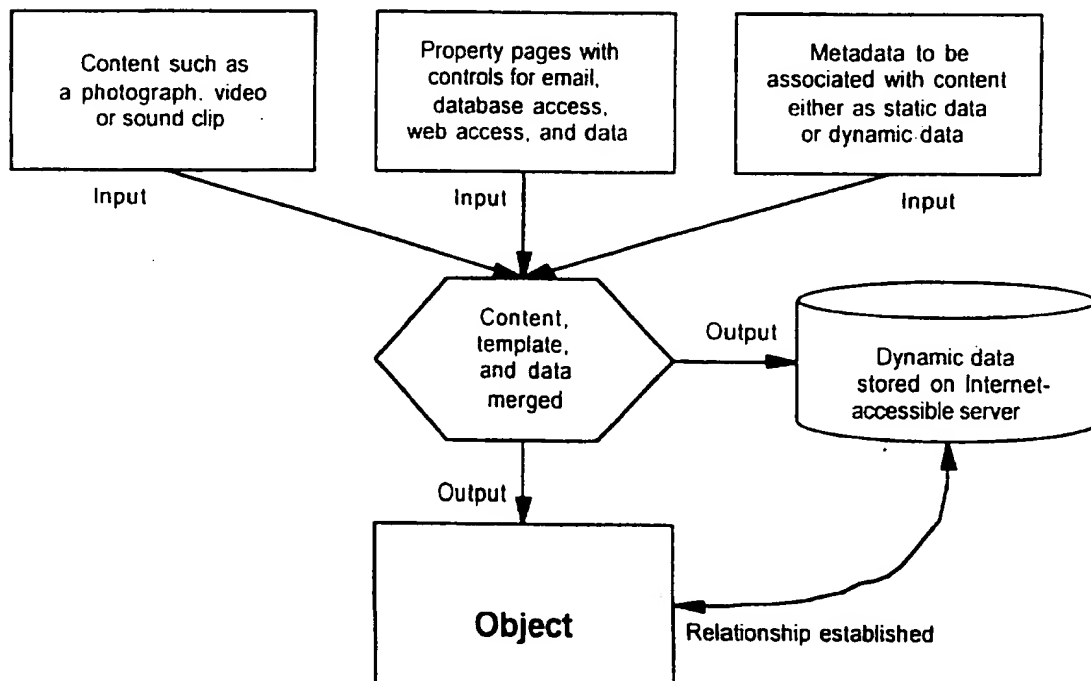 Content such as
a photograph, video
or sound clip
Property pages with
controls for email,
database access,
web access, and data
Metadata to be
associated with content
either as static data
or dynamic data
Input
Input
Input
Content,
template,
and data
merged
Output
Dynamic data
stored on Internet-
accessible server
Output
Object
Relationship established